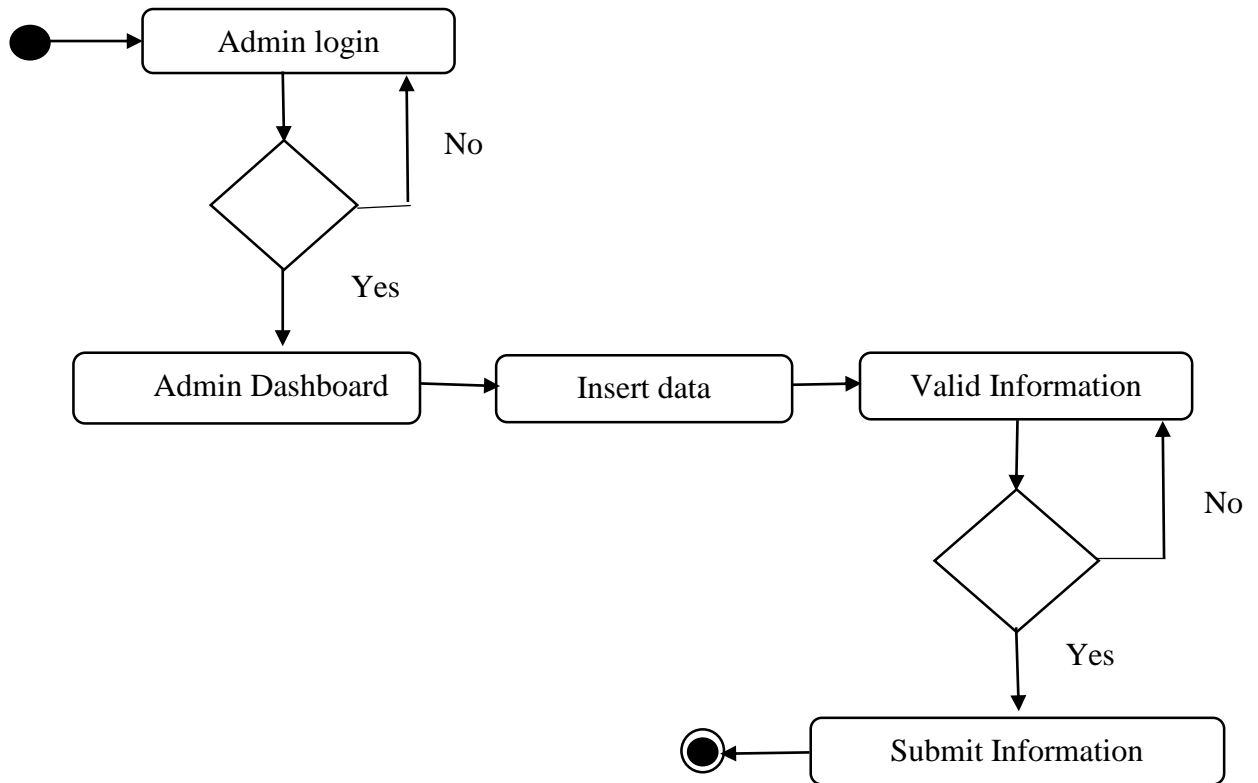 Admin login
No
Yes
Admin Dashboard
Insert data
Valid Information
No
Yes
Submit Information